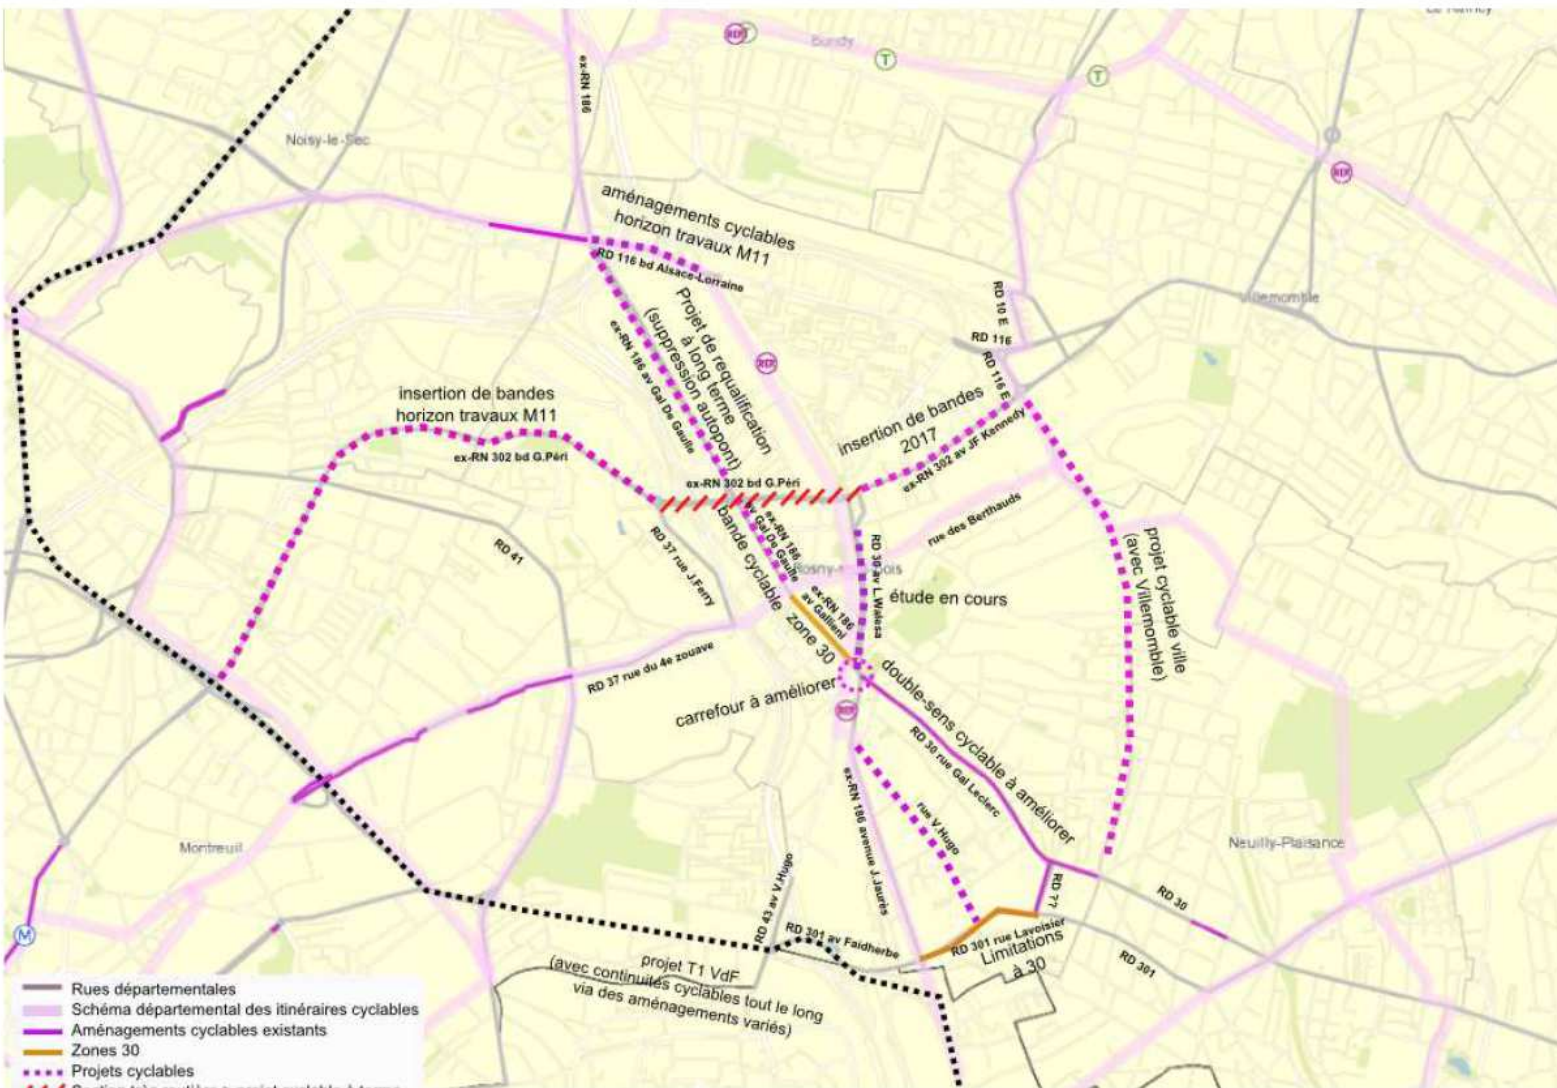 Bondy
T
T
ex-RN 186
Noisy-le-Sec
RER
aménagements cyclables
horizon travaux M11
RD 116 bd Alsace-Lorraine
RD 10 E
Villemomble
RD 116
RD 116 E
Projet de requalification
à long terme
(suppression autopont)
ex-RN 186 av Gal De Gaulle
RER
insertion de bandes
horizon travaux M11
ex-RN 302 bd G.Péri
insertion de bandes
2017
ex-RN 302 av JF Kennedy
ex-RN 302 bd G.Péri
rue des Berthauds
RD 41
RD 37 rue J.Ferry
bande cyclable
ex-RN 186
av Gal De Gaulle
RD 30 av L.Walesa
étude en cours
projet cyclable ville
(avec Villemomble)
ex-RN 186
av Gallieni
zone 30
RD 37 rue du 4e zouave
carrefour à améliorer
RER
double-sens cyclable à améliorer
RD 30 rue Gal Leclerc
ex-RN 186 avenue J.Jaurès
rue V.Hugo
Montreuil
Neuilly-Plaisance
M
RD 43 av V.Hugo
RD ??
RD 30
RD 301 av Faidherbe
RD 301 rue Lavoisier
Limitations
à 30
RD 301
projet T1 VdF
(avec continuités cyclables tout le long
via des aménagements variés)
Rues départementales
Schéma départemental des itinéraires cyclables
Aménagements cyclables existants
Zones 30
Projets cyclables